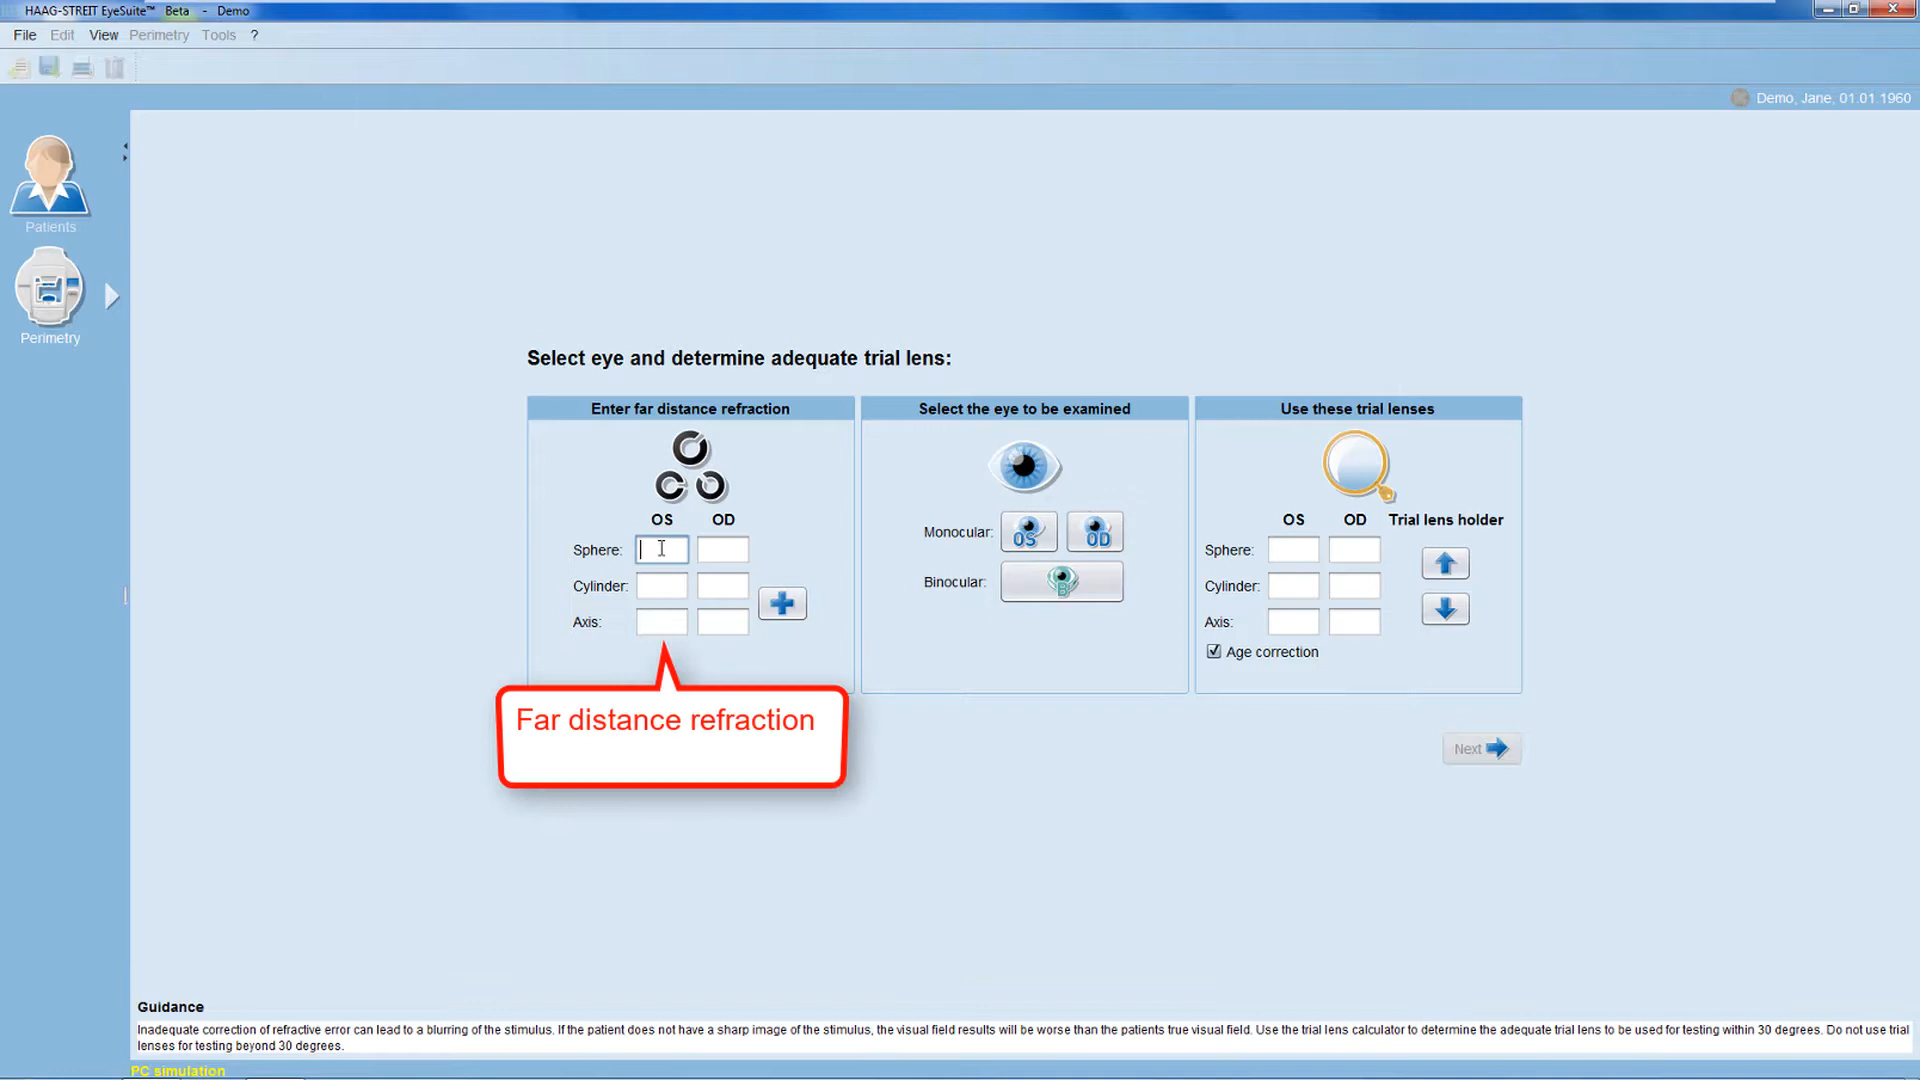 HAAG-STREIT EyeSuite™ Beta - Demo
File Edit View Perimetry Tools ?
Demo, Jane, 01.01.1960
Patients
Perimetry
Select eye and determine adequate trial lens:
Enter far distance refraction
OS OD
Sphere:
Cylinder:
Axis:
Far distance refraction
Select the eye to be examined
Monocular: OS OD
Binocular: B
Use these trial lenses
OS OD Trial lens holder
Sphere:
Cylinder:
Axis:
Age correction
Next
Guidance
Inadequate correction of refractive error can lead to a blurring of the stimulus. If the patient does not have a sharp image of the stimulus, the visual field results will be worse than the patients true visual field. Use the trial lens calculator to determine the adequate trial lens to be used for testing within 30 degrees. Do not use trial
lenses for testing beyond 30 degrees.
PC simulation